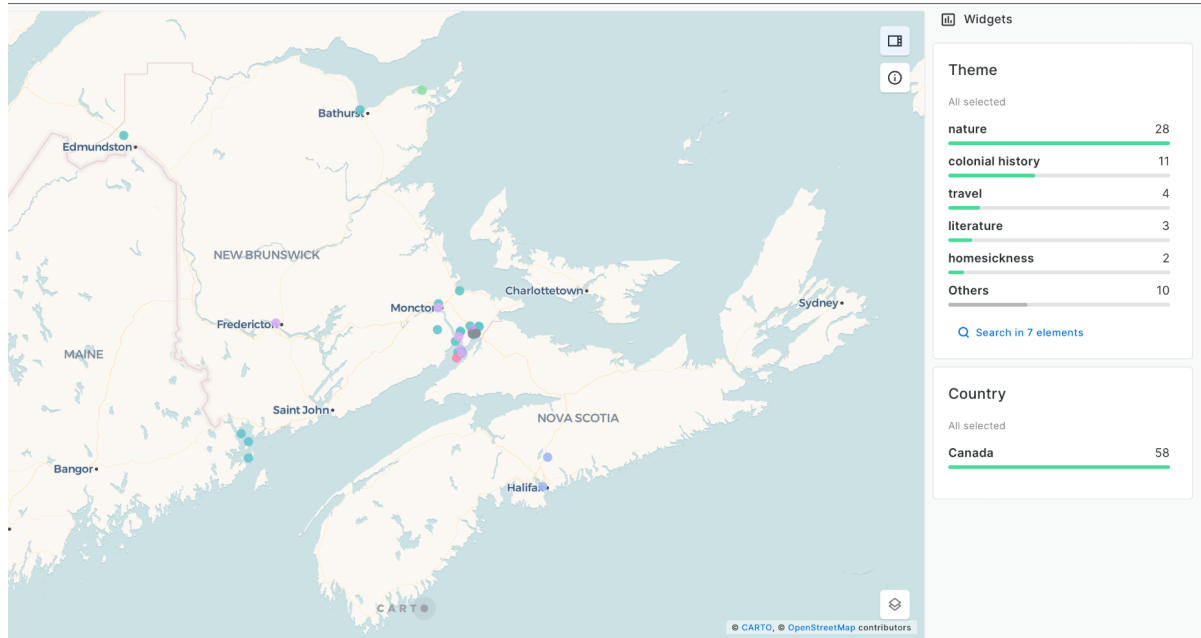 Widgets
Theme
All selected
nature 28
colonial history 11
travel 4
literature 3
homesickness 2
Others 10
Search in 7 elements
Country
All selected
Canada 58
Bathurst
Edmundston
NEW BRUNSWICK
Charlottetown
Moncton
Sydney
Fredericton
MAINE
Saint John
NOVA SCOTIA
Bangor
Halifax
CARTO
© CARTO, © OpenStreetMap contributors